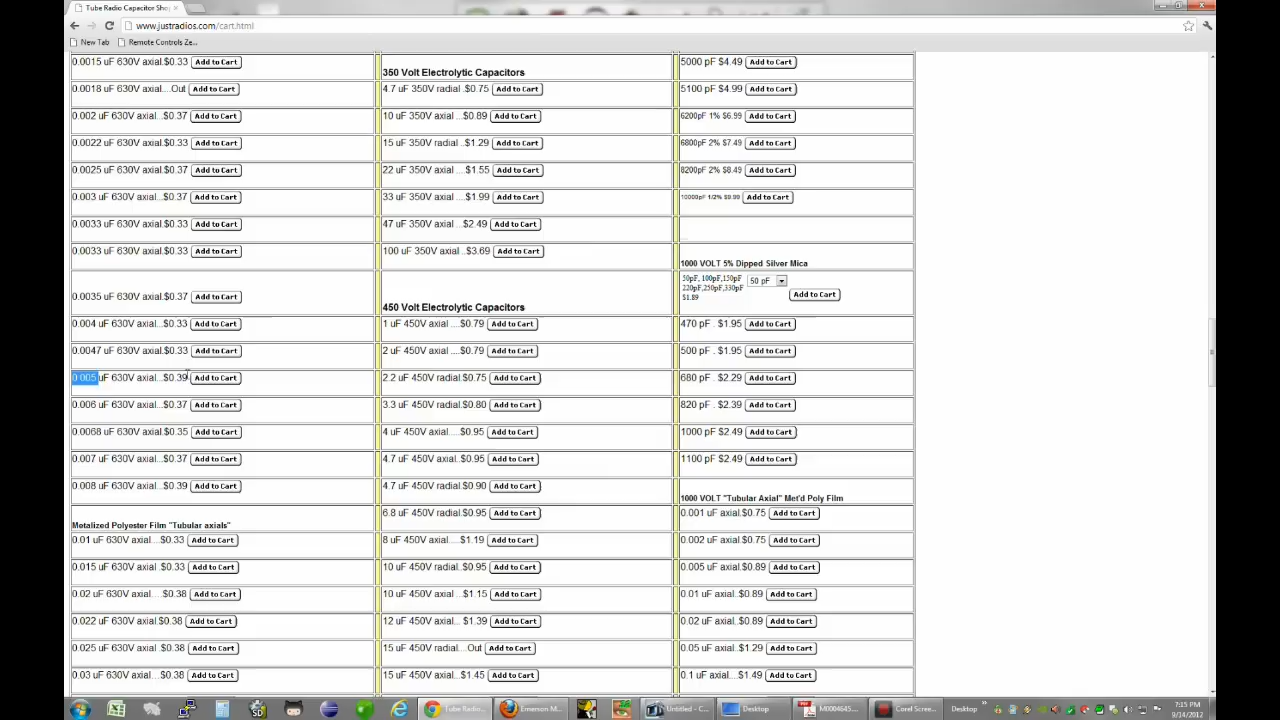 Tube Radio Capacitor Shop
www.justradios.com/cart.html
New Tab
Remote Controls Ze...
0.0015 uF 630V axial.$0.33 Add to Cart
0.0018 uF 630V axial....Out Add to Cart
0.002 uF 630V axial...$0.37 Add to Cart
0.0022 uF 630V axial.$0.33 Add to Cart
0.0025 uF 630V axial.$0.37 Add to Cart
0.003 uF 630V axial...$0.37 Add to Cart
0.0033 uF 630V axial.$0.33 Add to Cart
0.0033 uF 630V axial.$0.33 Add to Cart
0.0035 uF 630V axial.$0.37 Add to Cart
0.004 uF 630V axial...$0.33 Add to Cart
0.0047 uF 630V axial.$0.33 Add to Cart
0.005 uF 630V axial...$0.39 Add to Cart
0.006 uF 630V axial...$0.37 Add to Cart
0.0068 uF 630V axial.$0.35 Add to Cart
0.007 uF 630V axial...$0.37 Add to Cart
0.008 uF 630V axial...$0.39 Add to Cart
Metalized Polyester Film "Tubular axials"
0.01 uF 630V axial....$0.33 Add to Cart
0.015 uF 630V axial...$0.33 Add to Cart
0.02 uF 630V axial.....$0.38 Add to Cart
0.022 uF 630V axial.$0.38 Add to Cart
0.025 uF 630V axial...$0.38 Add to Cart
0.03 uF 630V axial....$0.38 Add to Cart
350 Volt Electrolytic Capacitors
4.7 uF 350V radial .$0.75 Add to Cart
10 uF 350V axial ...$0.89 Add to Cart
15 uF 350V radial ..$1.29 Add to Cart
22 uF 350V axial ....$1.55 Add to Cart
33 uF 350V axial ....$1.99 Add to Cart
47 uF 350V axial ...$2.49 Add to Cart
100 uF 350V axial ..$3.69 Add to Cart
450 Volt Electrolytic Capacitors
1 uF 450V axial ....$0.79 Add to Cart
2 uF 450V axial ....$0.79 Add to Cart
2.2 uF 450V radial.$0.75 Add to Cart
3.3 uF 450V radial.$0.80 Add to Cart
4 uF 450V axial.....$0.95 Add to Cart
4.7 uF 450V axial..$0.95 Add to Cart
4.7 uF 450V radial.$0.90 Add to Cart
6.8 uF 450V radial.$0.95 Add to Cart
8 uF 450V axial.....$1.19 Add to Cart
10 uF 450V radial..$0.95 Add to Cart
10 uF 450V axial...$1.15 Add to Cart
12 uF 450V axial... $1.39 Add to Cart
15 uF 450V radial....Out Add to Cart
15 uF 450V axial... $1.45 Add to Cart
5000 pF $4.49 Add to Cart
5100 pF $4.99 Add to Cart
6200pF 1% $6.99 Add to Cart
6800pF 2% $7.49 Add to Cart
8200pF 2% $8.49 Add to Cart
10000pF 1/2% $9.99 Add to Cart
1000 VOLT 5% Dipped Silver Mica
50pF, 100pF,150pF 50 pF
220pF,250pF,330pF
$1.89 Add to Cart
470 pF . $1.95 Add to Cart
500 pF . $1.95 Add to Cart
680 pF . $2.29 Add to Cart
820 pF . $2.39 Add to Cart
1000 pF $2.49 Add to Cart
1100 pF $2.49 Add to Cart
1000 VOLT "Tubular Axial" Met'd Poly Film
0.001 uF axial.$0.75 Add to Cart
0.002 uF axial.$0.75 Add to Cart
0.005 uF axial.$0.89 Add to Cart
0.01 uF axial..$0.89 Add to Cart
0.02 uF axial..$0.89 Add to Cart
0.05 uF axial..$1.29 Add to Cart
0.1 uF axial....$1.49 Add to Cart
Tube Radio...
Emerson M...
Untitled - C...
Desktop
M0004645...
Corel Scree...
Desktop
7:15 PM
9/14/2012